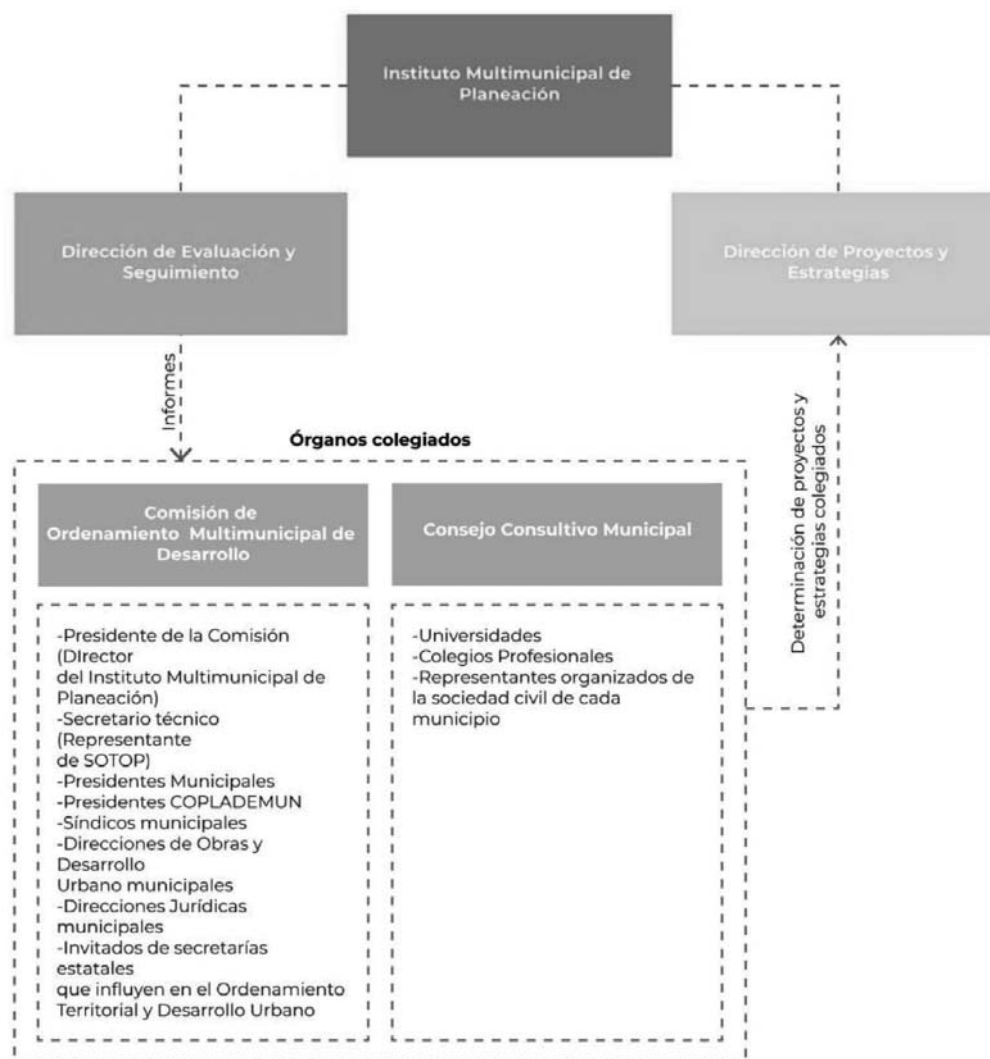 Instituto Multimunicipal de
Planeación
Dirección de Evaluación y
Seguimiento
Dirección de Proyectos y
Estrategias
Informes
Determinación de proyectos y
estrategias colegiados
Órganos colegiados
Comisión de
Ordenamiento Multimunicipal de
Desarrollo
-Presidente de la Comisión
(DIrector
del Instituto Multimunicipal de
Planeación)
-Secretario técnico
(Representante
de SOTOP)
-Presidentes Municipales
-Presidentes COPLADEMUN
-Síndicos municipales
-Direcciones de Obras y
Desarrollo
Urbano municipales
-Direcciones Jurídicas
municipales
-Invitados de secretarías
estatales
que influyen en el Ordenamiento
Territorial y Desarrollo Urbano
Consejo Consultivo Municipal
-Universidades
-Colegios Profesionales
-Representantes organizados de
la sociedad civil de cada
municipio